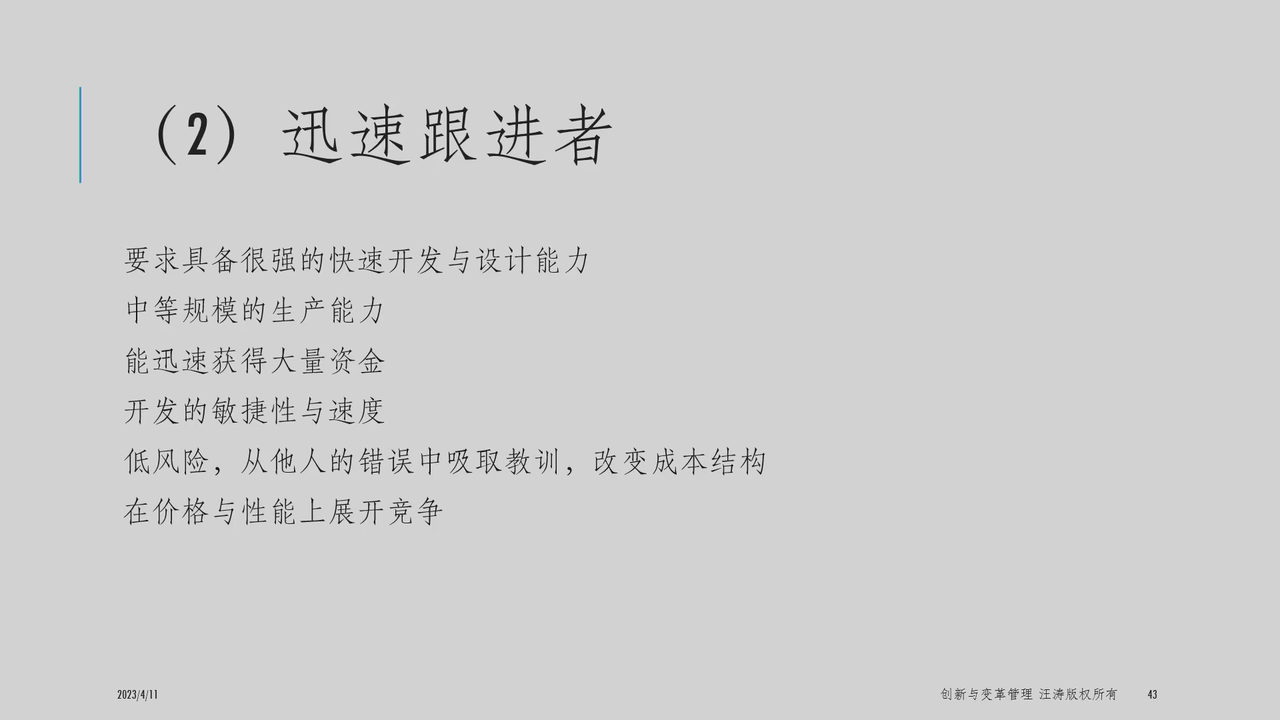 （2）迅速跟进者
要求具备很强的快速开发与设计能力
中等规模的生产能力
能迅速获得大量资金
开发的敏捷性与速度
低风险，从他人的错误中吸取教训，改变成本结构
在价格与性能上展开竞争
2023/4/11
创新与变革管理 汪涛版权所有
43